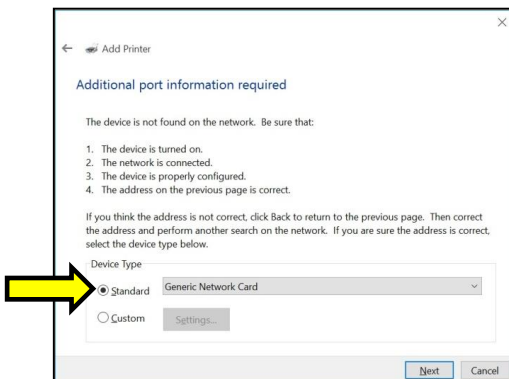 Add Printer
Additional port information required
The device is not found on the network. Be sure that:
1. The device is turned on.
2. The network is connected.
3. The device is properly configured.
4. The address on the previous page is correct.
If you think the address is not correct, click Back to return to the previous page. Then correct
the address and perform another search on the network. If you are sure the address is correct,
select the device type below.
Device Type
Standard Generic Network Card
Custom Settings...
Next Cancel